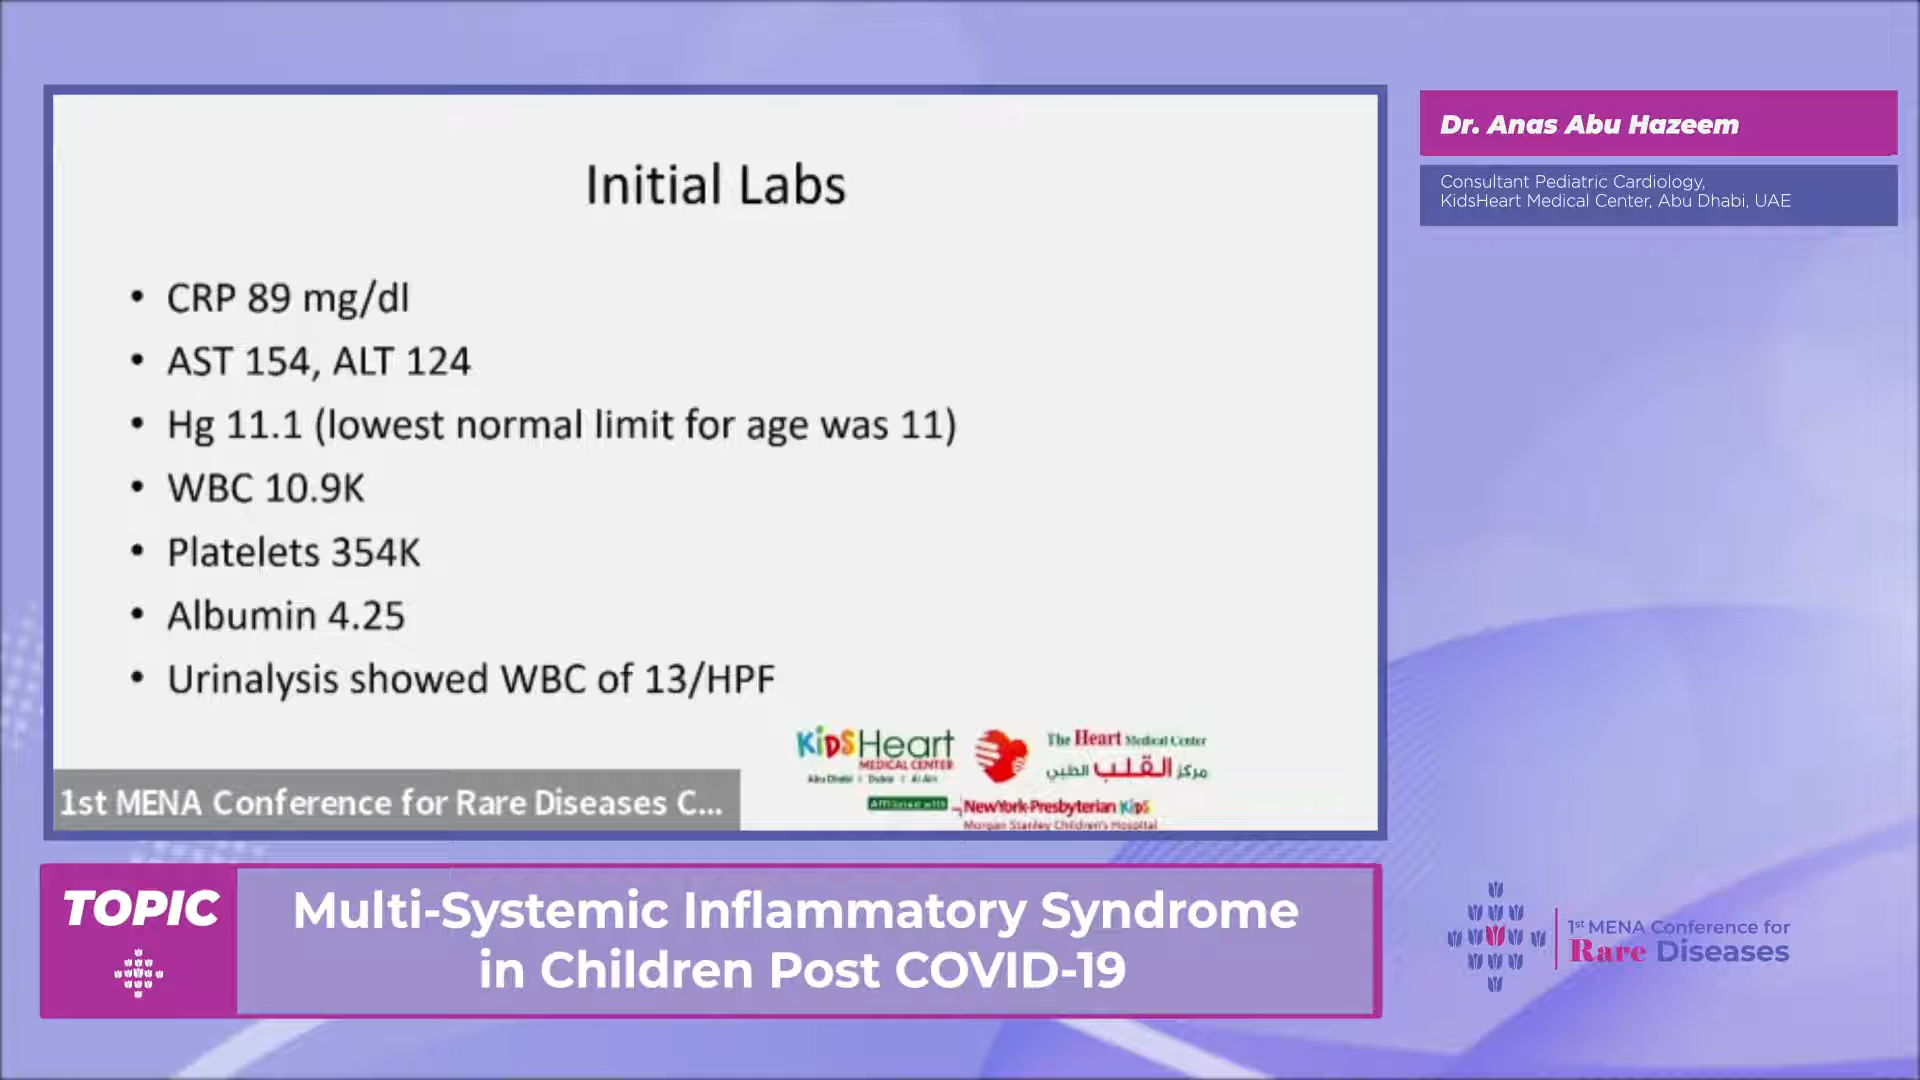 Initial Labs
• CRP 89 mg/dl
• AST 154, ALT 124
• Hg 11.1 (lowest normal limit for age was 11)
• WBC 10.9K
• Platelets 354K
• Albumin 4.25
• Urinalysis showed WBC of 13/HPF
KiDSHeart
MEDICAL CENTER
Abu Dhabi | Dubai | Al Ain
The Heart Medical Center
مركز القلب الطبي
Affiliated with
NewYork-Presbyterian Kids
Morgan Stanley Children's Hospital
1st MENA Conference for Rare Diseases C...
Dr. Anas Abu Hazeem
Consultant Pediatric Cardiology,
KidsHeart Medical Center, Abu Dhabi, UAE
TOPIC
Multi-Systemic Inflammatory Syndrome
in Children Post COVID-19
1st MENA Conference for
Rare Diseases